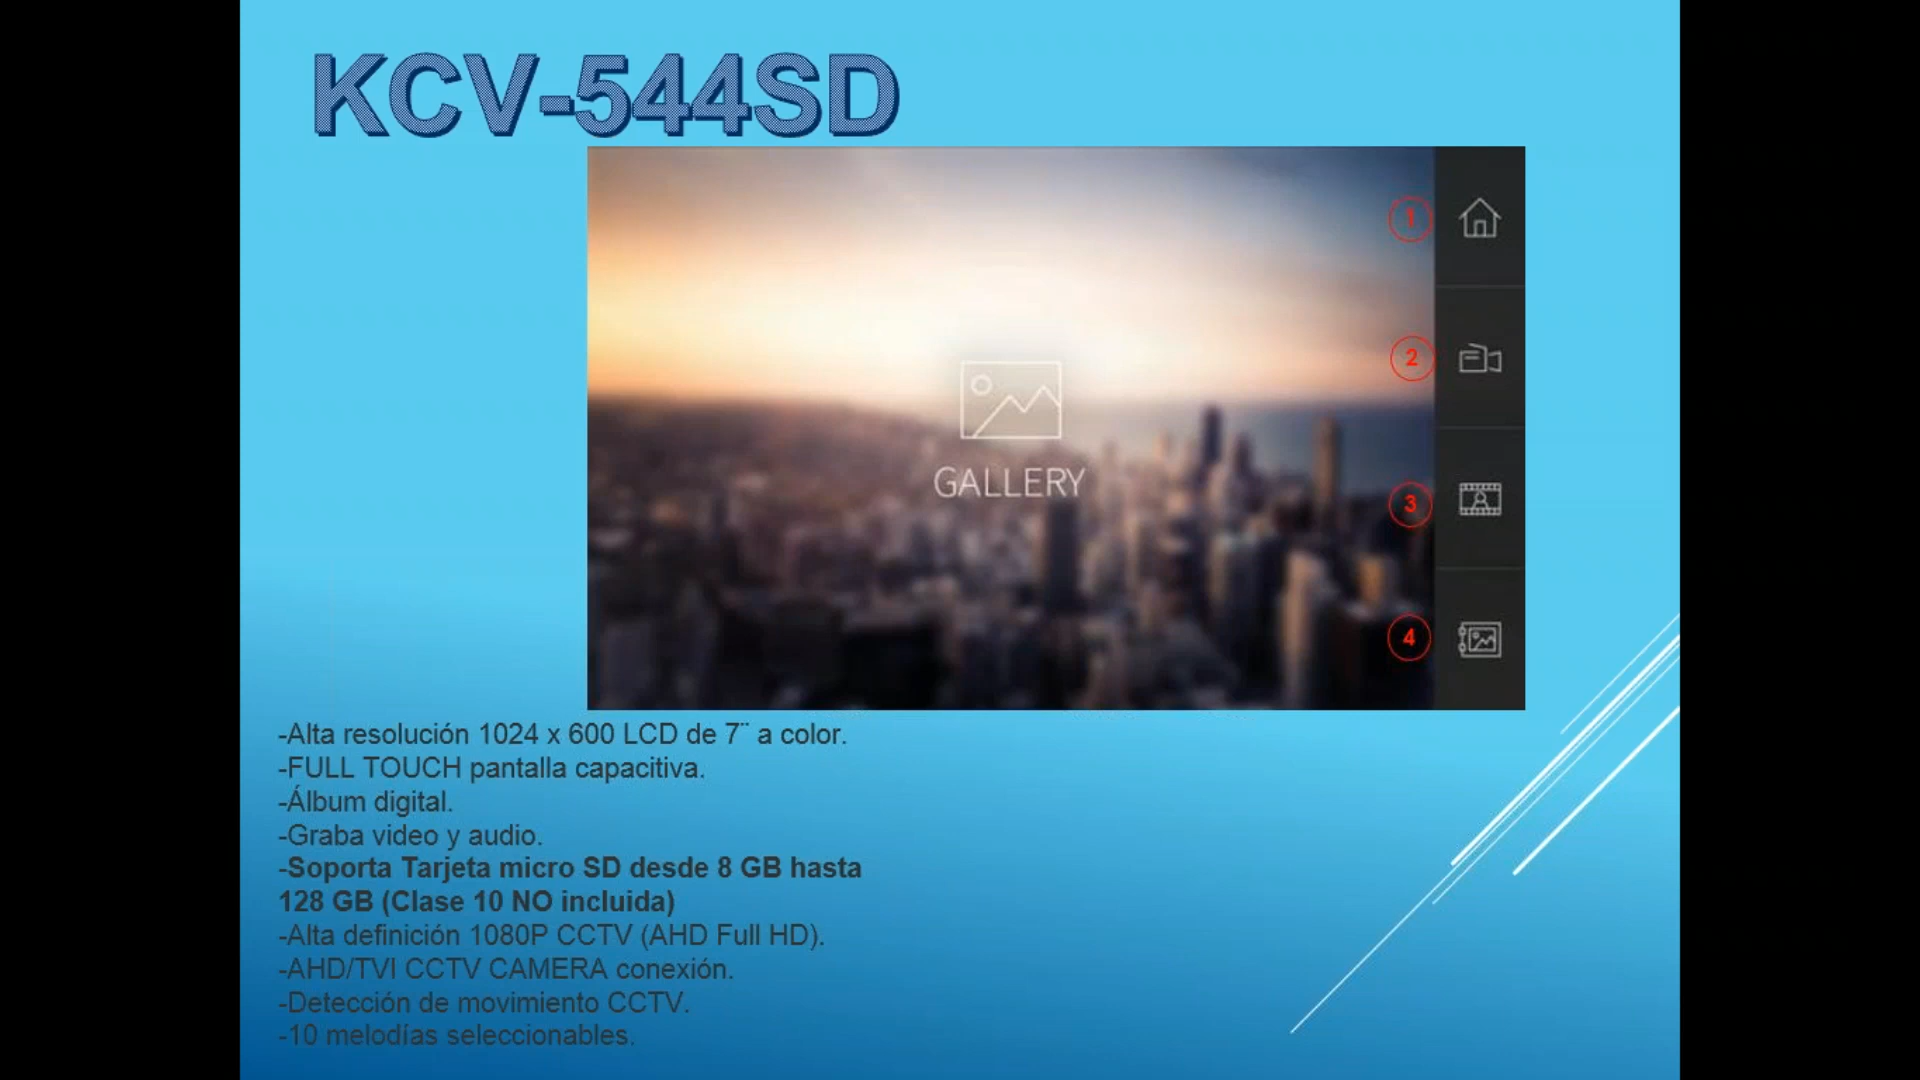 KCV-544SD
1
2
GALLERY
3
4
-Alta resolución 1024 x 600 LCD de 7¨ a color.
-FULL TOUCH pantalla capacitiva.
-Álbum digital.
-Graba video y audio.
-Soporta Tarjeta micro SD desde 8 GB hasta
128 GB (Clase 10 NO incluida)
-Alta definición 1080P CCTV (AHD Full HD).
-AHD/TVI CCTV CAMERA conexión.
-Detección de movimiento CCTV.
-10 melodías seleccionables.